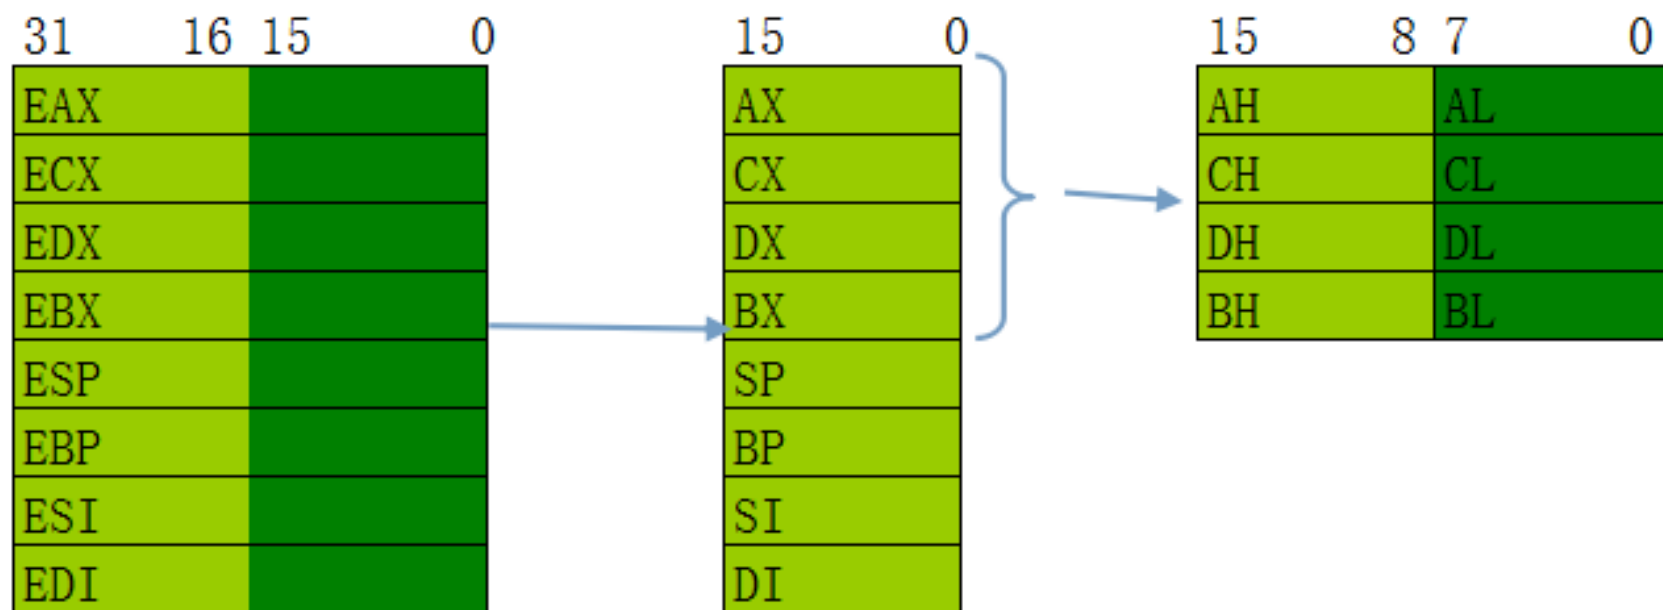 31 16 15 0 15 0 15 8 7 0
EAX AX AH AL
ECX CX CH CL
EDX DX DH DL
EBX BX BH BL
ESP SP
EBP BP
ESI SI
EDI DI